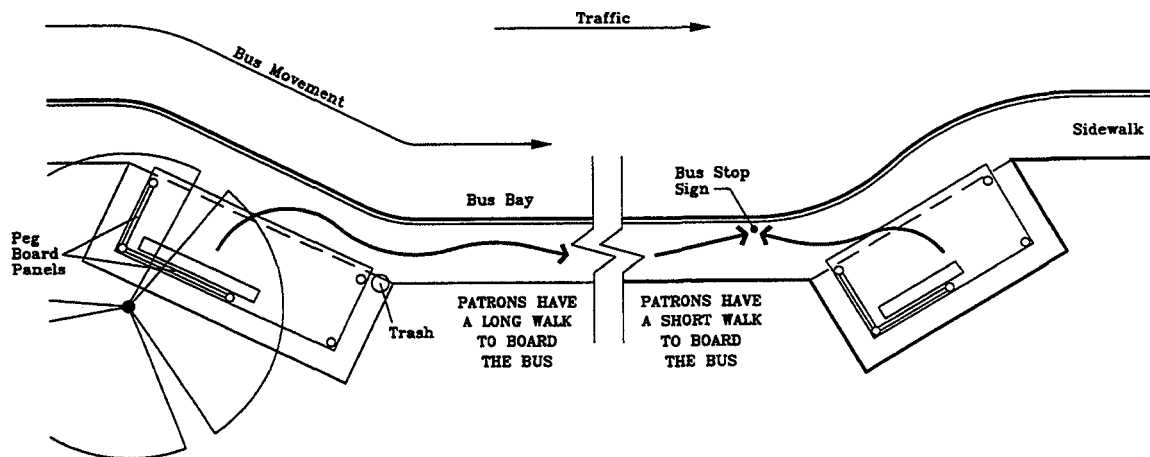 Traffic
Bus Movement
Sidewalk
Bus Stop
Sign
Bus Bay
Peg
Board
Panels
Trash
PATRONS HAVE
A LONG WALK
TO BOARD
THE BUS
PATRONS HAVE
A SHORT WALK
TO BOARD
THE BUS